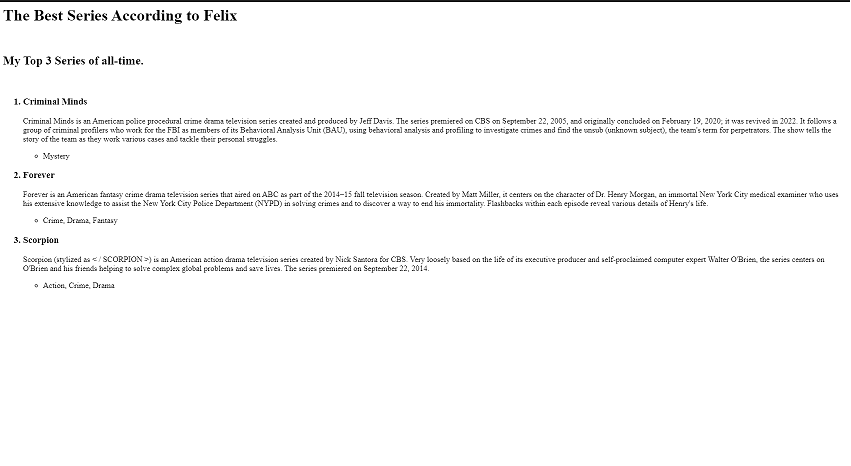 The Best Series According to Felix
My Top 3 Series of all-time.
1. Criminal Minds
Criminal Minds is an American police procedural crime drama television series created and produced by Jeff Davis. The series premiered on CBS on September 22, 2005, and originally concluded on February 19, 2020; it was revived in 2022. It follows a
group of criminal profilers who work for the FBI as members of its Behavioral Analysis Unit (BAU), using behavioral analysis and profiling to investigate crimes and find the unsub (unknown subject), the team's term for perpetrators. The show tells the
story of the team as they work various cases and tackle their personal struggles.
Mystery
2. Forever
Forever is an American fantasy crime drama television series that aired on ABC as part of the 2014–15 fall television season. Created by Matt Miller, it centers on the character of Dr. Henry Morgan, an immortal New York City medical examiner who uses
his extensive knowledge to assist the New York City Police Department (NYPD) in solving crimes and to discover a way to end his immortality. Flashbacks within each episode reveal various details of Henry's life.
Crime, Drama, Fantasy
3. Scorpion
Scorpion (stylized as < / SCORPION >) is an American action drama television series created by Nick Santora for CBS. Very loosely based on the life of its executive producer and self-proclaimed computer expert Walter O'Brien, the series centers on
O'Brien and his friends helping to solve complex global problems and save lives. The series premiered on September 22, 2014.
Action, Crime, Drama